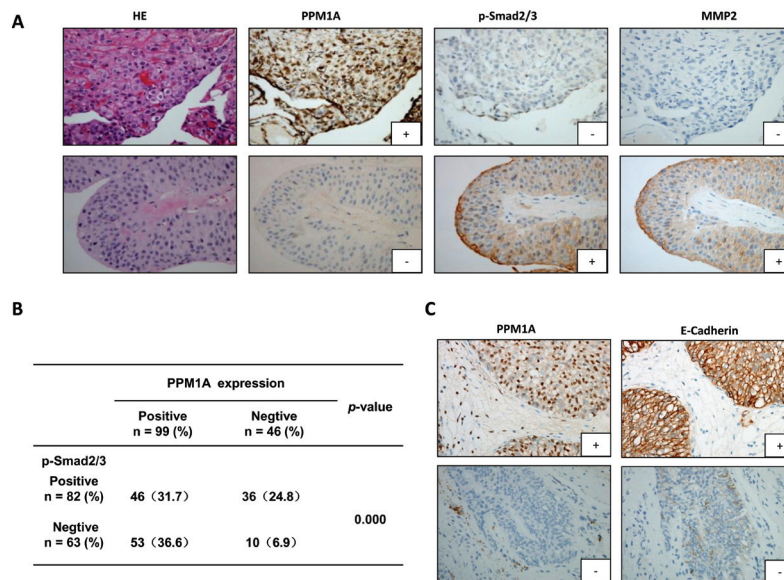 A
HE PPM1A p-Smad2/3 MMP2
+ - -
- + +
B
PPM1A expression
p-value
Positive Negtive
n = 99 (%) n = 46 (%)
p-Smad2/3
Positive
n = 82 (%) 46（31.7） 36（24.8）
0.000
Negtive
n = 63 (%) 53（36.6） 10（6.9）
C
PPM1A E-Cadherin
+ +
- -